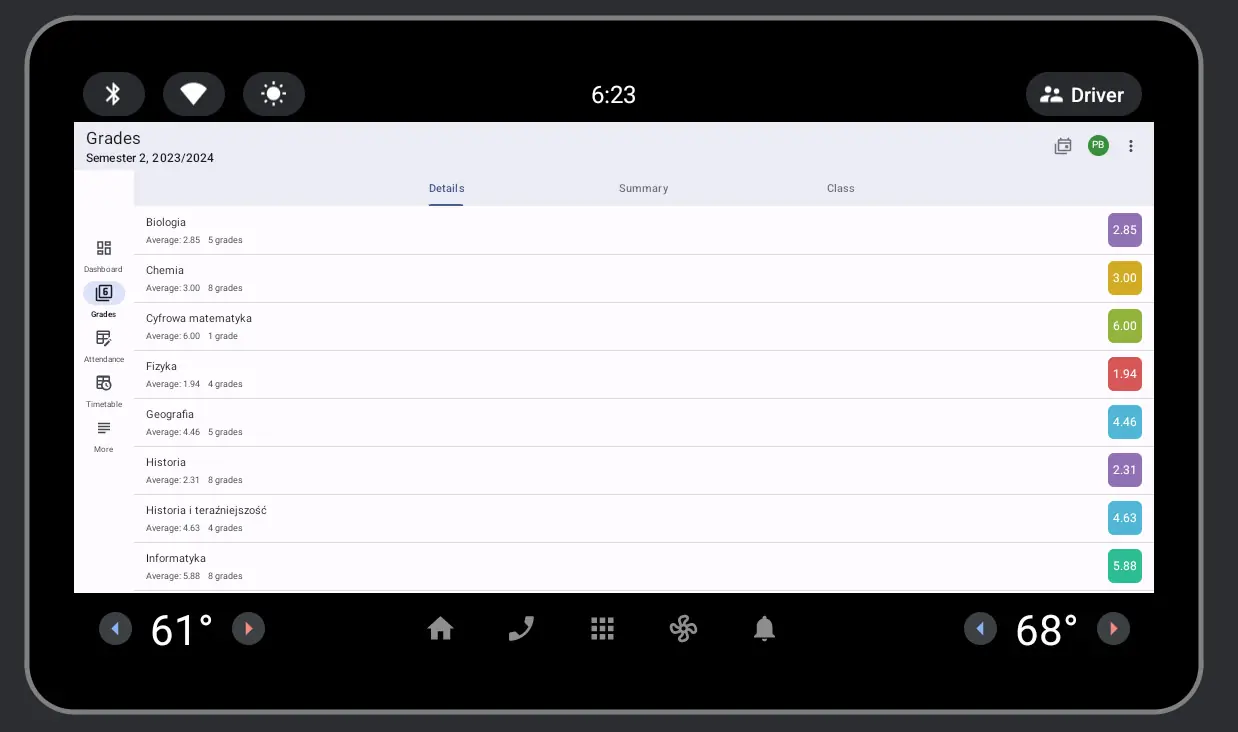 6:23
Driver
Grades
Semester 2, 2023/2024
PB
Details
Summary
Class
Dashboard
6
Grades
Attendance
Timetable
More
Biologia
Average: 2.85 5 grades
2.85
Chemia
Average: 3.00 8 grades
3.00
Cyfrowa matematyka
Average: 6.00 1 grade
6.00
Fizyka
Average: 1.94 4 grades
1.94
Geografia
Average: 4.46 5 grades
4.46
Historia
Average: 2.31 8 grades
2.31
Historia i teraźniejszość
Average: 4.63 4 grades
4.63
Informatyka
Average: 5.88 8 grades
5.88
61°
68°